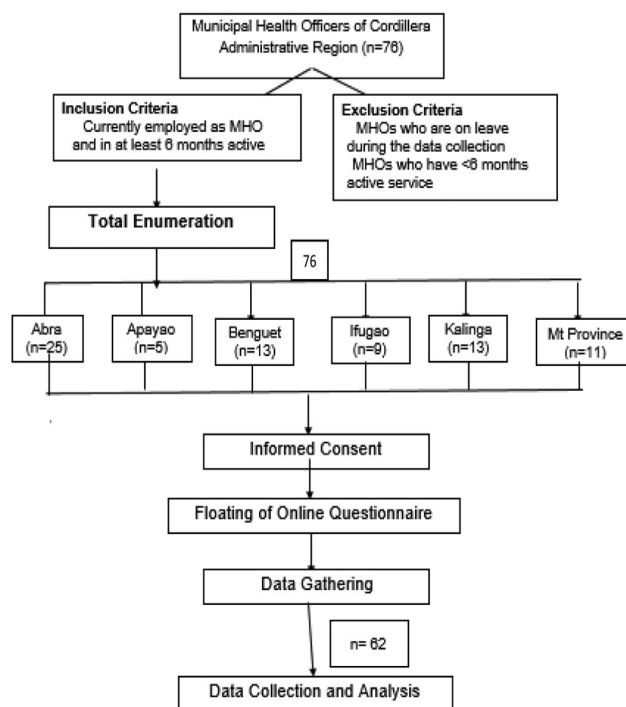 Municipal Health Officers of Cordillera
Administrative Region (n=76)
Inclusion Criteria
Currently employed as MHO
and in at least 6 months active
Exclusion Criteria
MHOs who are on leave
during the data collection
MHOs who have <6 months
active service
Total Enumeration
76
Abra
(n=25)
Apayao
(n=5)
Benguet
(n=13)
Ifugao
(n=9)
Kalinga
(n=13)
Mt Province
(n=11)
Informed Consent
Floating of Online Questionnaire
Data Gathering
n= 62
Data Collection and Analysis